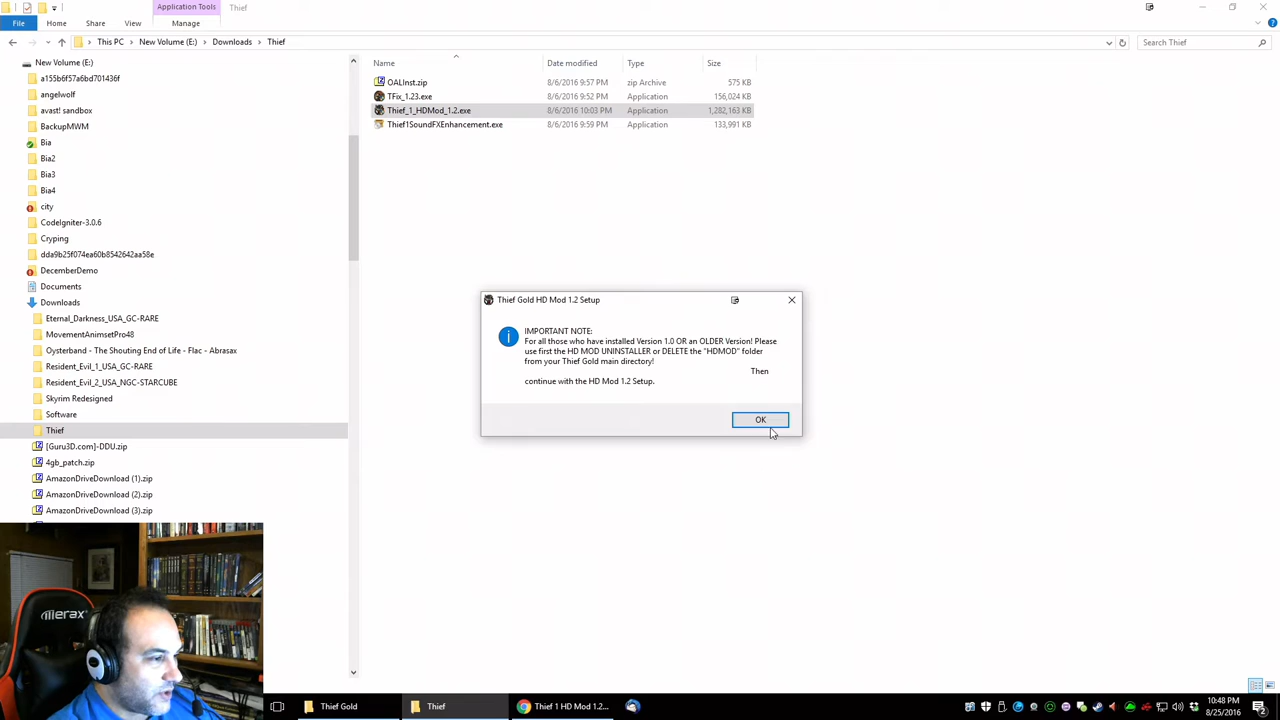 Application Tools
Thief
File
Home
Share
View
Manage
This PC
New Volume (E:)
Downloads
Thief
Search Thief
New Volume (E:)
a155b6f57a6bd701436f
angelwolf
avast! sandbox
BackupMWM
Bia
Bia2
Bia3
Bia4
city
CodeIgniter-3.0.6
Cryping
dda9b25f074ea60b8542642aa58e
DecemberDemo
Documents
Downloads
Eternal_Darkness_USA_GC-RARE
MovementAnimsetPro48
Oysterband - The Shouting End of Life - Flac - Abrasax
Resident_Evil_1_USA_GC-RARE
Resident_Evil_2_USA_NGC-STARCUBE
Skyrim Redesigned
Software
Thief
[Guru3D.com]-DDU.zip
4gb_patch.zip
AmazonDriveDownload (1).zip
AmazonDriveDownload (2).zip
AmazonDriveDownload (3).zip
Name
Date modified
Type
Size
OALInst.zip
8/6/2016 9:57 PM
zip Archive
575 KB
TFix_1.23.exe
8/6/2016 9:52 PM
Application
156,024 KB
Thief_1_HDMod_1.2.exe
8/6/2016 10:03 PM
Application
1,282,163 KB
Thief1SoundFXEnhancement.exe
8/6/2016 9:59 PM
Application
133,991 KB
Thief Gold HD Mod 1.2 Setup
IMPORTANT NOTE:
For all those who have installed Version 1.0 OR an OLDER Version! Please
use first the HD MOD UNINSTALLER or DELETE the "HDMOD" folder
from your Thief Gold main directory!
Then
continue with the HD Mod 1.2 Setup.
OK
merax
Thief Gold
Thief
Thief 1 HD Mod 1.2...
10:48 PM
8/25/2016
2